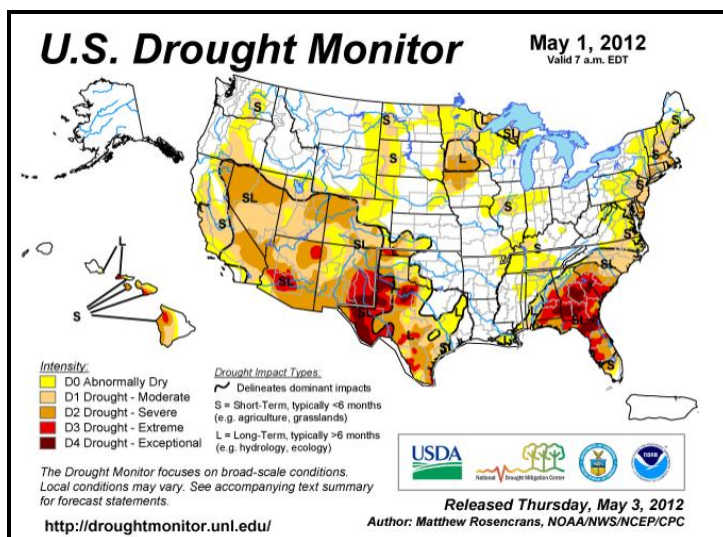 U.S. Drought Monitor
May 1, 2012
Valid 7 a.m. EDT
S
S
S
L
SL
S
S
SL
S
S
S
S
SL
S
SL
SL
SL
SL
SL
L
S
S
S
L
S
Intensity:
D0 Abnormally Dry
D1 Drought - Moderate
D2 Drought - Severe
D3 Drought - Extreme
D4 Drought - Exceptional
Drought Impact Types:
Delineates dominant impacts
S = Short-Term, typically <6 months
(e.g. agriculture, grasslands)
L = Long-Term, typically >6 months
(e.g. hydrology, ecology)
USDA
National Drought Mitigation Center
The Drought Monitor focuses on broad-scale conditions.
Local conditions may vary. See accompanying text summary
for forecast statements.
http://droughtmonitor.unl.edu/
Released Thursday, May 3, 2012
Author: Matthew Rosencrans, NOAA/NWS/NCEP/CPC